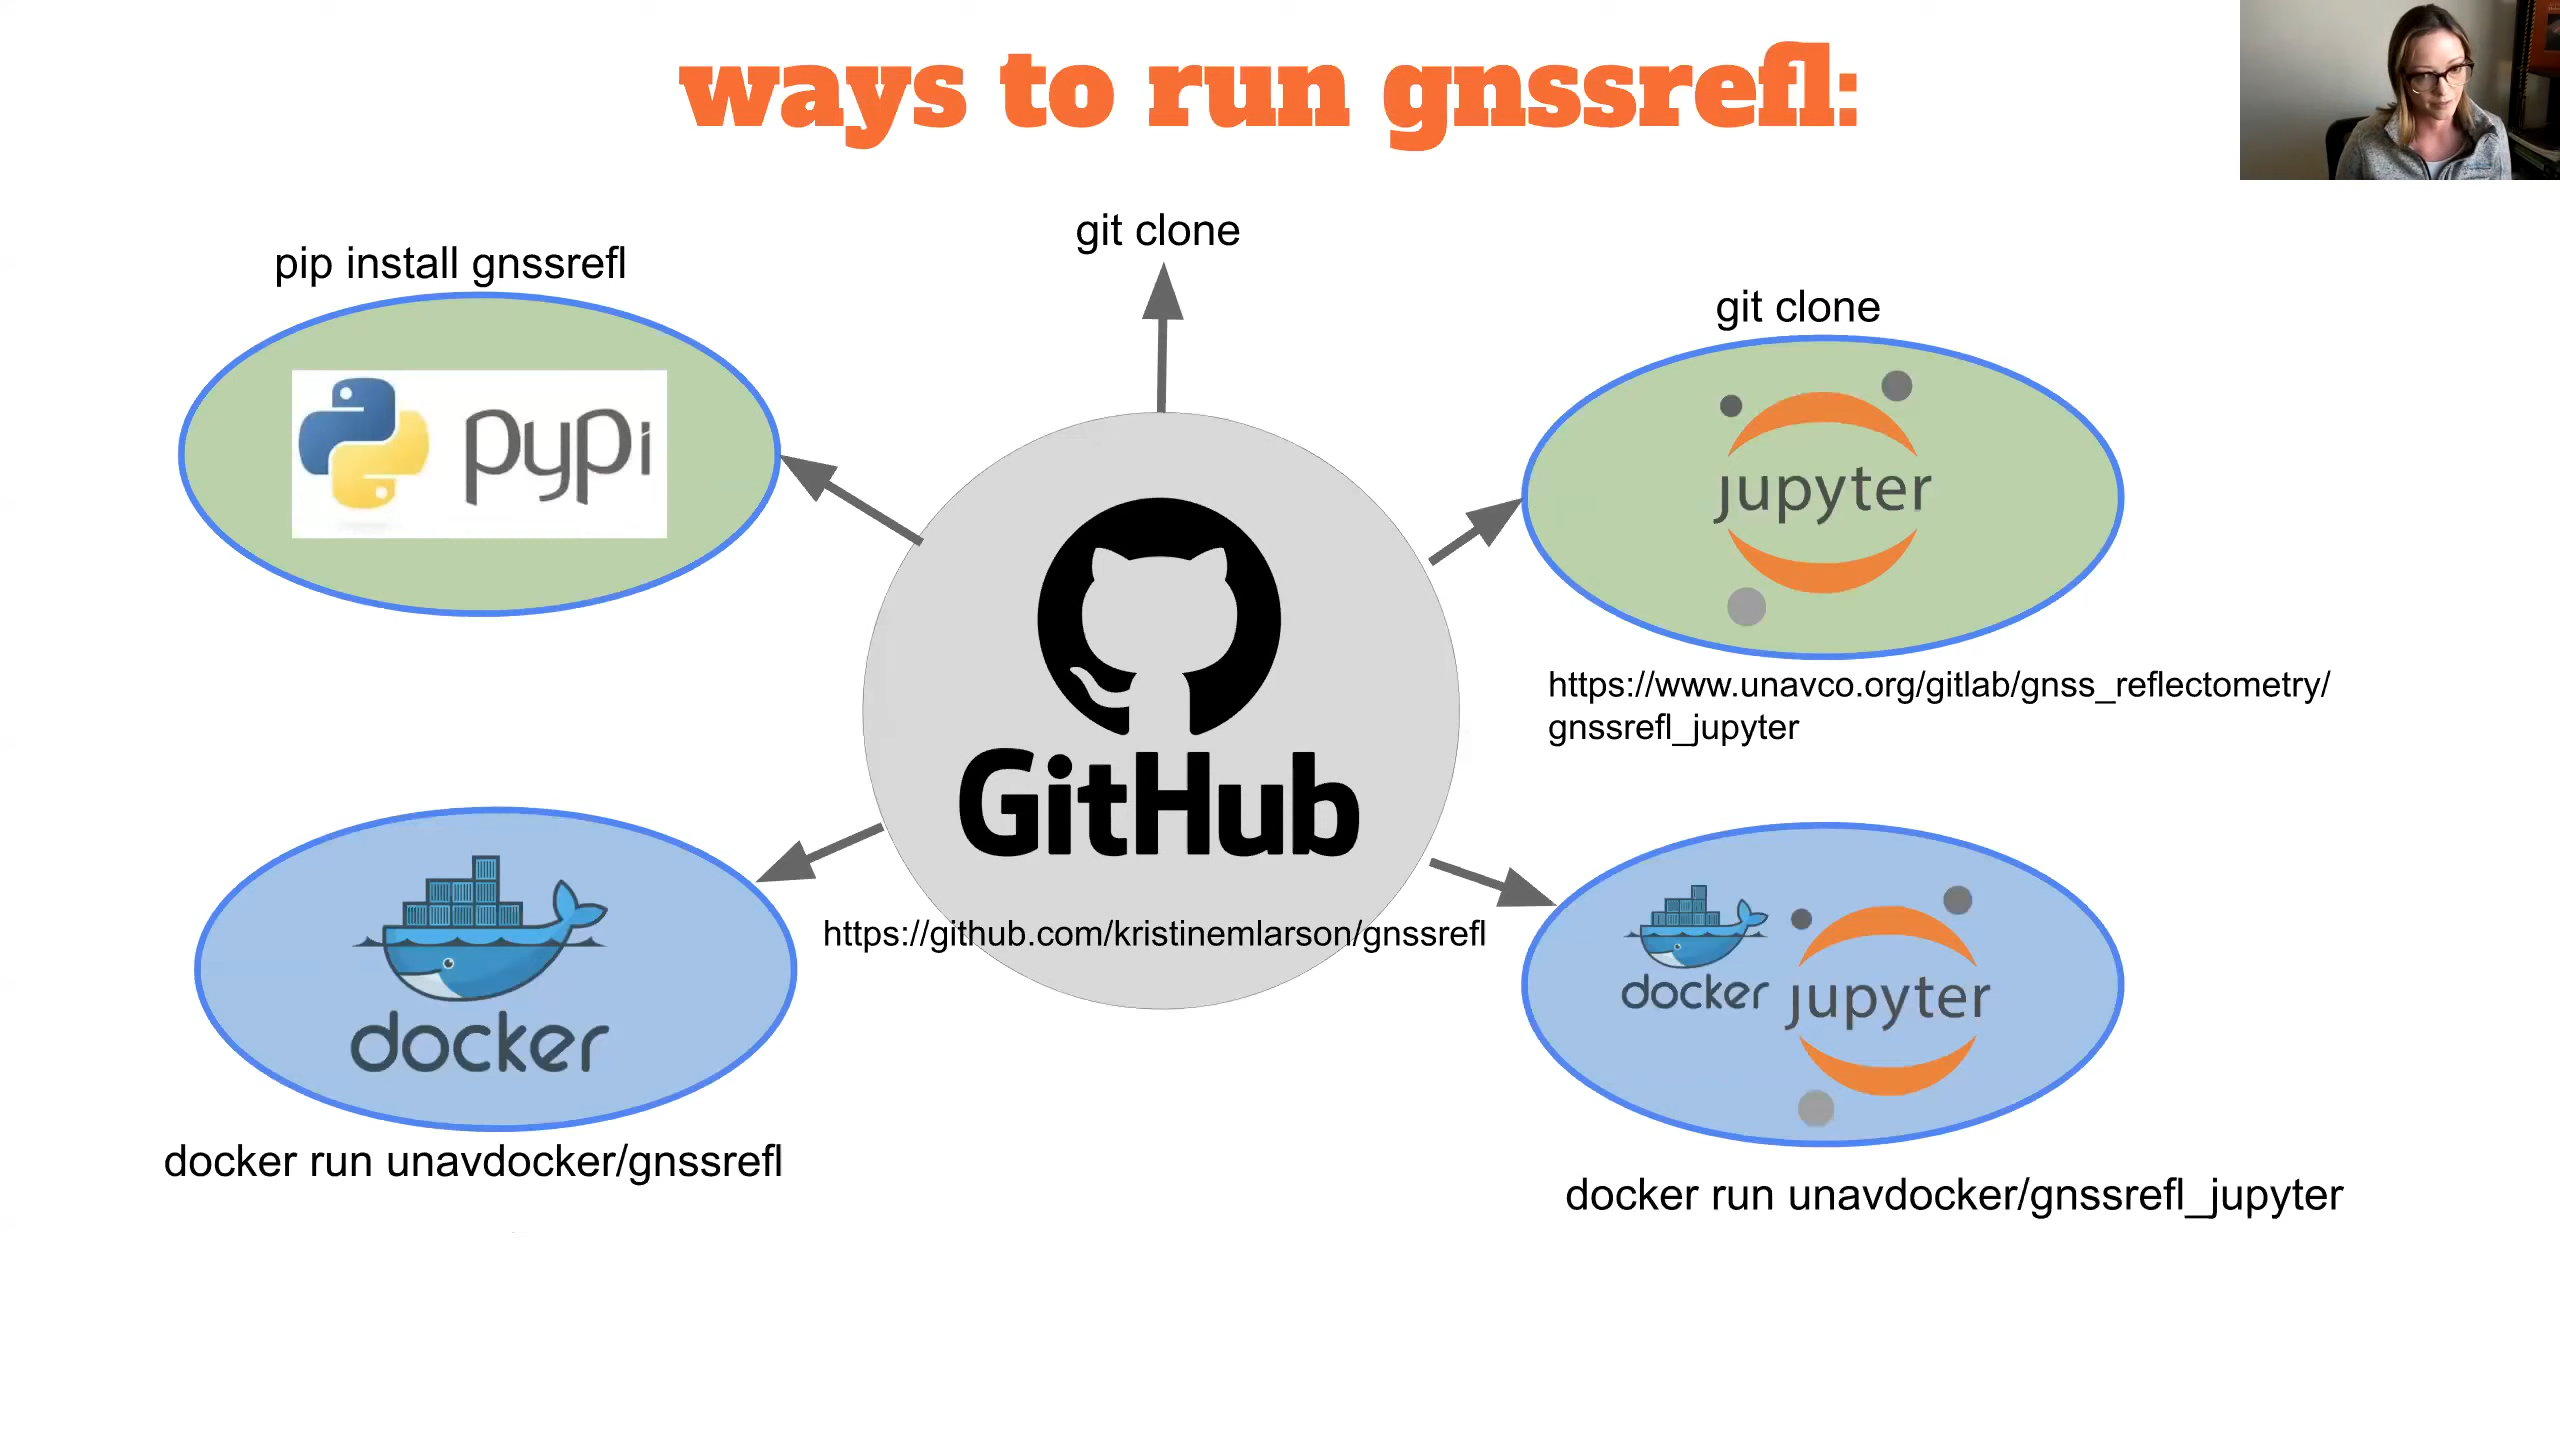 ways to run gnssrefl:
git clone
pip install gnssrefl
git clone
pypi
jupyter
GitHub
https://www.unavco.org/gitlab/gnss_reflectometry/
gnssrefl_jupyter
https://github.com/kristinemlarson/gnssrefl
docker
docker
jupyter
docker run unavdocker/gnssrefl
docker run unavdocker/gnssrefl_jupyter